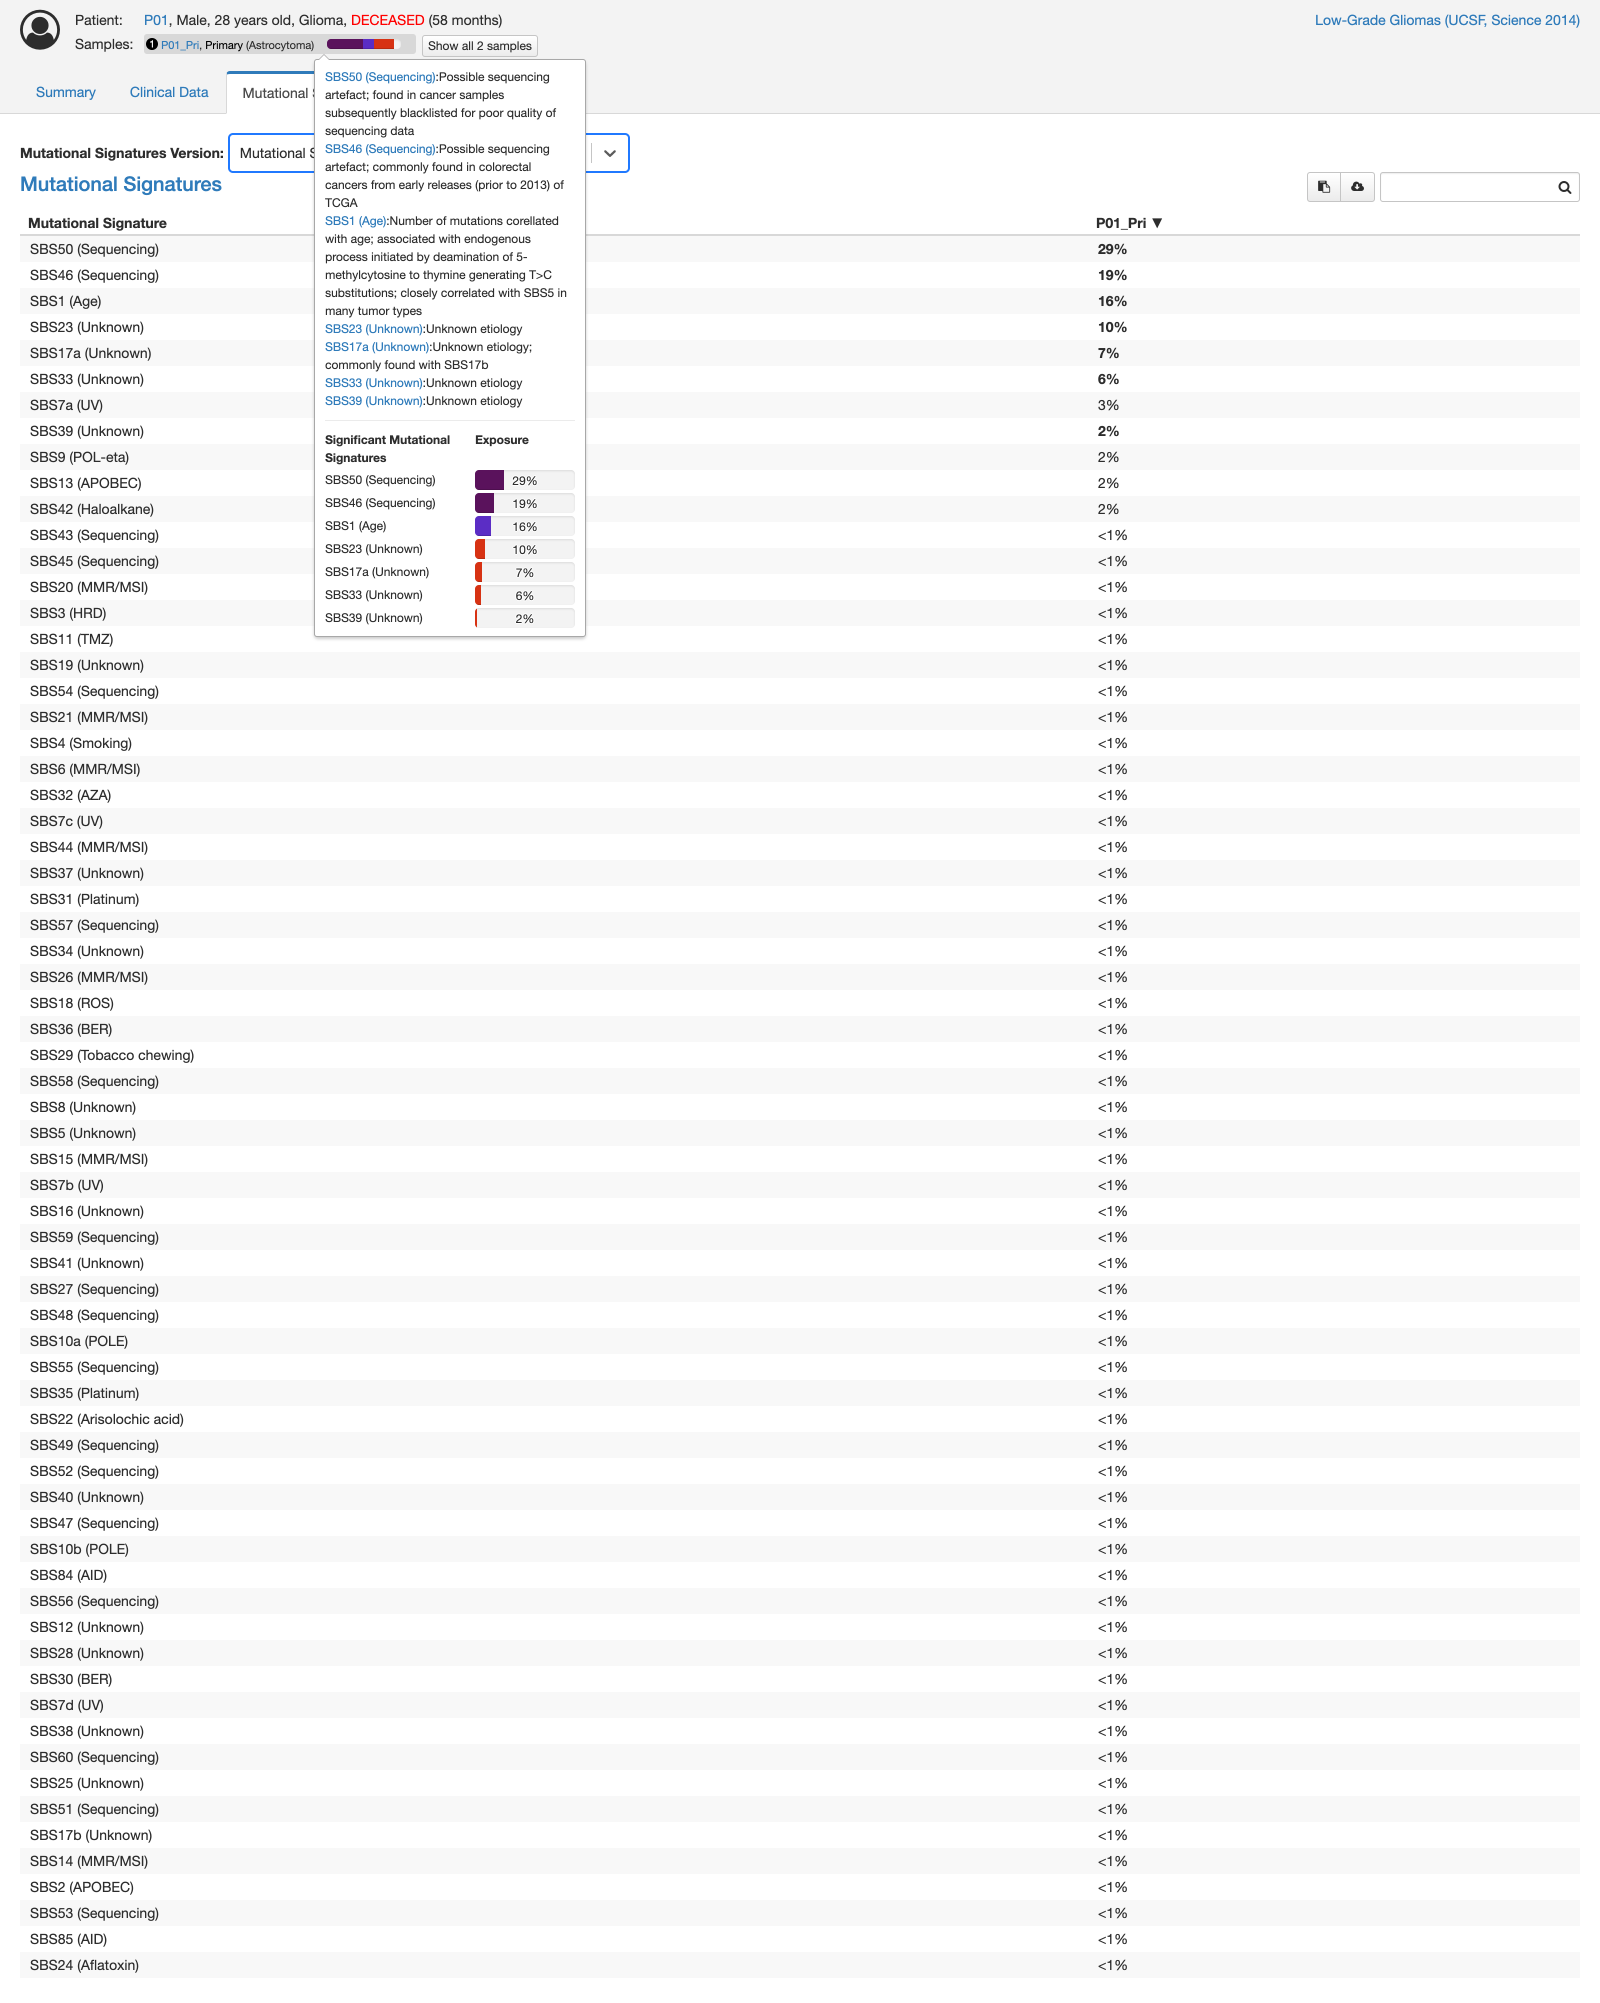 Patient: P01, Male, 28 years old, Glioma, DECEASED (58 months)
Low-Grade Gliomas (UCSF, Science 2014)
Samples: 1 P01_Pri, Primary (Astrocytoma) Show all 2 samples
Summary Clinical Data Mutational S
SBS50 (Sequencing):Possible sequencing
artefact; found in cancer samples
subsequently blacklisted for poor quality of
sequencing data
SBS46 (Sequencing):Possible sequencing
artefact; commonly found in colorectal
cancers from early releases (prior to 2013) of
TCGA
SBS1 (Age):Number of mutations corellated
with age; associated with endogenous
process initiated by deamination of 5-
methylcytosine to thymine generating T>C
substitutions; closely correlated with SBS5 in
many tumor types
SBS23 (Unknown):Unknown etiology
SBS17a (Unknown):Unknown etiology;
commonly found with SBS17b
SBS33 (Unknown):Unknown etiology
SBS39 (Unknown):Unknown etiology
Significant Mutational
Signatures
Exposure
SBS50 (Sequencing) 29%
SBS46 (Sequencing) 19%
SBS1 (Age) 16%
SBS23 (Unknown) 10%
SBS17a (Unknown) 7%
SBS33 (Unknown) 6%
SBS39 (Unknown) 2%
Mutational Signatures Version: Mutational S
Mutational Signatures
Mutational Signature P01_Pri ▼
SBS50 (Sequencing) 29%
SBS46 (Sequencing) 19%
SBS1 (Age) 16%
SBS23 (Unknown) 10%
SBS17a (Unknown) 7%
SBS33 (Unknown) 6%
SBS7a (UV) 3%
SBS39 (Unknown) 2%
SBS9 (POL-eta) 2%
SBS13 (APOBEC) 2%
SBS42 (Haloalkane) 2%
SBS43 (Sequencing) <1%
SBS45 (Sequencing) <1%
SBS20 (MMR/MSI) <1%
SBS3 (HRD) <1%
SBS11 (TMZ) <1%
SBS19 (Unknown) <1%
SBS54 (Sequencing) <1%
SBS21 (MMR/MSI) <1%
SBS4 (Smoking) <1%
SBS6 (MMR/MSI) <1%
SBS32 (AZA) <1%
SBS7c (UV) <1%
SBS44 (MMR/MSI) <1%
SBS37 (Unknown) <1%
SBS31 (Platinum) <1%
SBS57 (Sequencing) <1%
SBS34 (Unknown) <1%
SBS26 (MMR/MSI) <1%
SBS18 (ROS) <1%
SBS36 (BER) <1%
SBS29 (Tobacco chewing) <1%
SBS58 (Sequencing) <1%
SBS8 (Unknown) <1%
SBS5 (Unknown) <1%
SBS15 (MMR/MSI) <1%
SBS7b (UV) <1%
SBS16 (Unknown) <1%
SBS59 (Sequencing) <1%
SBS41 (Unknown) <1%
SBS27 (Sequencing) <1%
SBS48 (Sequencing) <1%
SBS10a (POLE) <1%
SBS55 (Sequencing) <1%
SBS35 (Platinum) <1%
SBS22 (Arisolochic acid) <1%
SBS49 (Sequencing) <1%
SBS52 (Sequencing) <1%
SBS40 (Unknown) <1%
SBS47 (Sequencing) <1%
SBS10b (POLE) <1%
SBS84 (AID) <1%
SBS56 (Sequencing) <1%
SBS12 (Unknown) <1%
SBS28 (Unknown) <1%
SBS30 (BER) <1%
SBS7d (UV) <1%
SBS38 (Unknown) <1%
SBS60 (Sequencing) <1%
SBS25 (Unknown) <1%
SBS51 (Sequencing) <1%
SBS17b (Unknown) <1%
SBS14 (MMR/MSI) <1%
SBS2 (APOBEC) <1%
SBS53 (Sequencing) <1%
SBS85 (AID) <1%
SBS24 (Aflatoxin) <1%